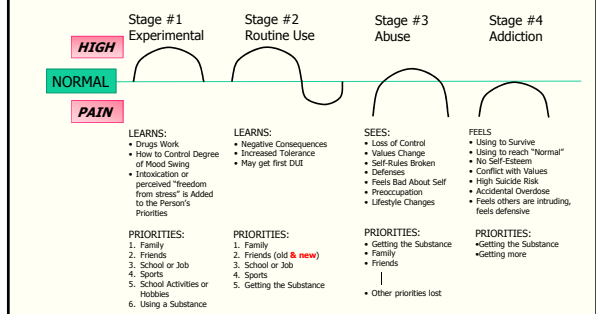 Stage #1
Experimental
Stage #2
Routine Use
Stage #3
Abuse
Stage #4
Addiction
HIGH
NORMAL
PAIN
LEARNS:
• Drugs Work
• How to Control Degree
of Mood Swing
• Intoxication or
perceived “freedom
from stress” is Added
to the Person’s
Priorities
PRIORITIES:
1. Family
2. Friends
3. School or Job
4. Sports
5. School Activities or
Hobbies
6. Using a Substance
LEARNS:
• Negative Consequences
• Increased Tolerance
• May get first DUI
PRIORITIES:
1. Family
2. Friends (old & new)
3. School or Job
4. Sports
5. Getting the Substance
SEES:
• Loss of Control
• Values Change
• Self-Rules Broken
• Defenses
• Feels Bad About Self
• Preoccupation
• Lifestyle Changes
PRIORITIES:
• Getting the Substance
• Family
• Friends
• Other priorities lost
FEELS
• Using to Survive
• Using to reach “Normal”
• No Self-Esteem
• Conflict with Values
• High Suicide Risk
• Accidental Overdose
• Feels others are intruding,
feels defensive
PRIORITIES:
•Getting the Substance
•Getting more